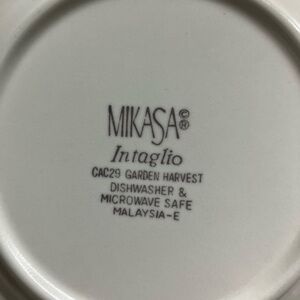 MIKASA©®
Intaglio
CAC29 GARDEN HARVEST
DISHWASHER &
MICROWAVE SAFE
MALAYSIA-E